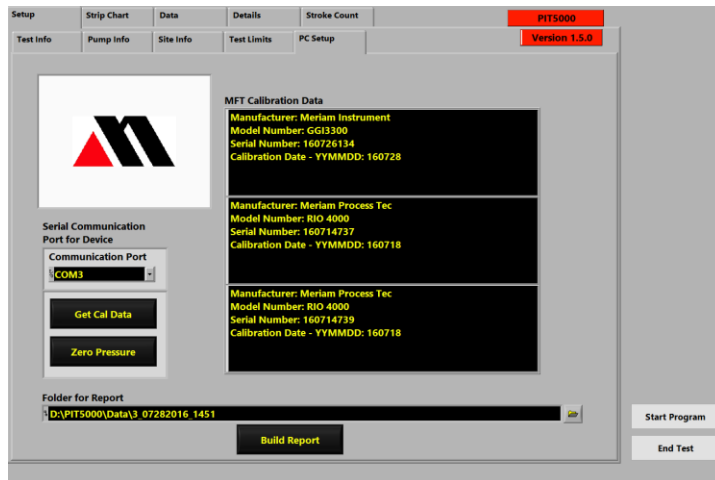 Setup
Strip Chart
Data
Details
Stroke Count
PIT5000
Test Info
Pump Info
Site Info
Test Limits
PC Setup
Version 1.5.0
MFT Calibration Data
Manufacturer: Meriam Instrument
Model Number: GGI3300
Serial Number: 160726134
Calibration Date - YYMMDD: 160728
Manufacturer: Meriam Process Tec
Model Number: RIO 4000
Serial Number: 160714737
Calibration Date - YYMMDD: 160718
Manufacturer: Meriam Process Tec
Model Number: RIO 4000
Serial Number: 160714739
Calibration Date - YYMMDD: 160718
Serial Communication
Port for Device
Communication Port
COM3
Get Cal Data
Zero Pressure
Folder for Report
D:\PIT5000\Data\3_07282016_1451
Build Report
Start Program
End Test